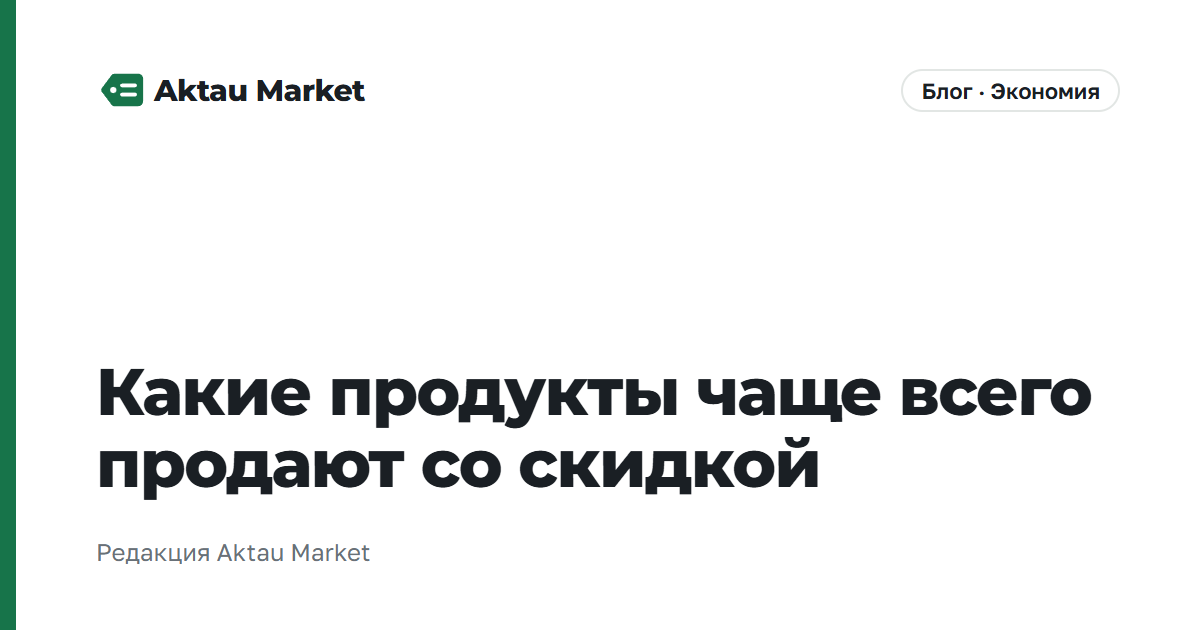 Aktau Market
Блог · Экономия
Какие продукты чаще всего
продают со скидкой
Редакция Aktau Market